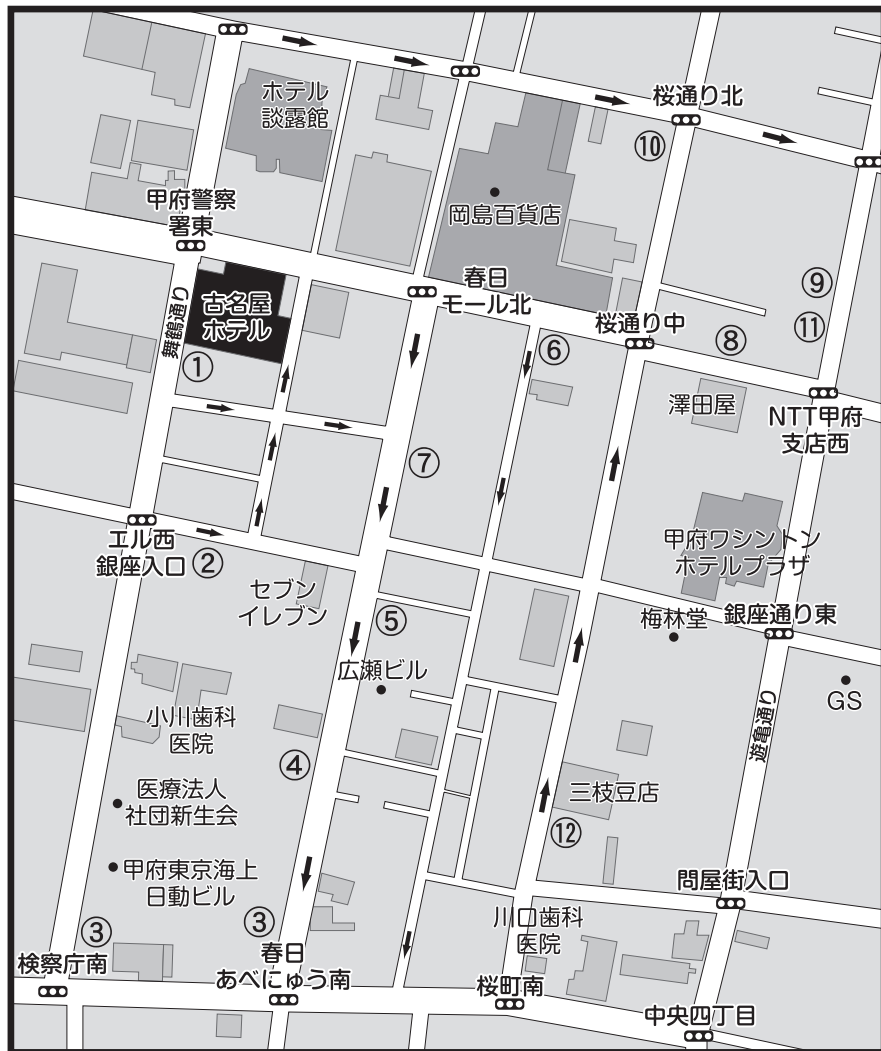 桜通り北
ホテル
談露館
⑩
甲府警察
署東
岡島百貨店
春日
モール北
古名屋
ホテル
舞鶴通り
桜通り中
⑨
⑪
⑧
⑥
①
澤田屋
NTT甲府
支店西
⑦
エル西
銀座入口
②
甲府ワシントン
ホテルプラザ
セブン
イレブン
⑤
梅林堂
銀座通り東
広瀬ビル
GS
小川歯科
医院
遊亀通り
④
医療法人
社団新生会
三枝豆店
⑫
甲府東京海上
日動ビル
問屋街入口
③
③
川口歯科
医院
検察庁南
春日
あべにゅう南
桜町南
中央四丁目